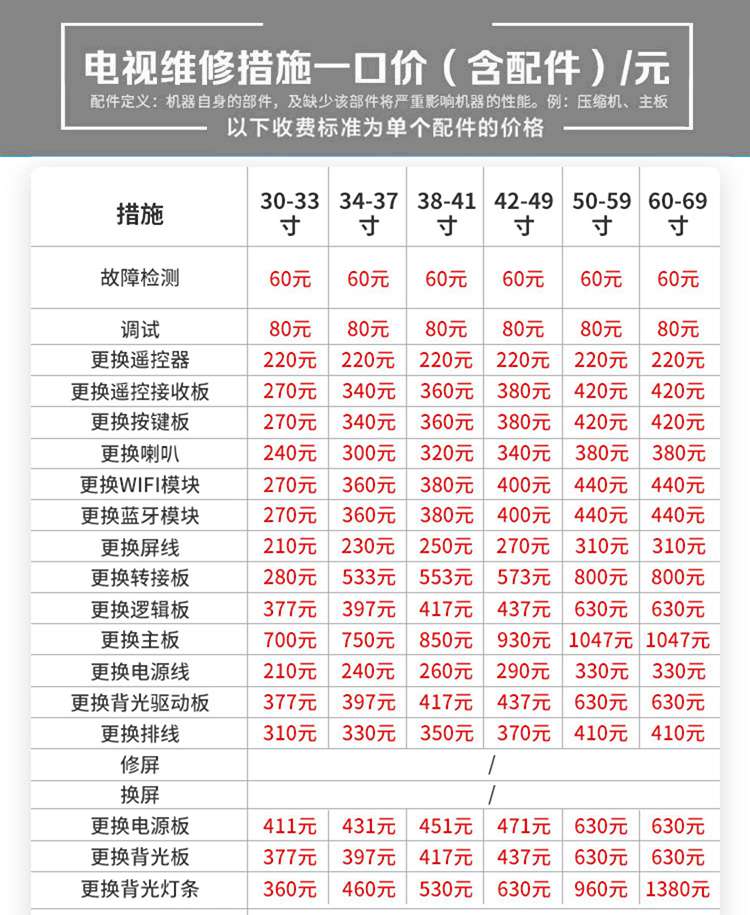 电视维修措施一口价（含配件）/元
配件定义：机器自身的部件，及缺少该部件将严重影响机器的性能。例：压缩机、主板
以下收费标准为单个配件的价格
措施 30-33寸 34-37寸 38-41寸 42-49寸 50-59寸 60-69寸
故障检测 60元 60元 60元 60元 60元 60元
调试 80元 80元 80元 80元 80元 80元
更换遥控器 220元 220元 220元 220元 220元 220元
更换遥控接收板 270元 340元 360元 380元 420元 420元
更换按键板 270元 340元 360元 380元 420元 420元
更换喇叭 240元 300元 320元 340元 380元 380元
更换WIFI模块 270元 360元 380元 400元 440元 440元
更换蓝牙模块 270元 360元 380元 400元 440元 440元
更换屏线 210元 230元 250元 270元 310元 310元
更换转接板 280元 533元 553元 573元 800元 800元
更换逻辑板 377元 397元 417元 437元 630元 630元
更换主板 700元 750元 850元 930元 1047元 1047元
更换电源线 210元 240元 260元 290元 330元 330元
更换背光驱动板 377元 397元 417元 437元 630元 630元
更换排线 310元 330元 350元 370元 410元 410元
修屏 /
换屏 /
更换电源板 411元 431元 451元 471元 630元 630元
更换背光板 377元 397元 417元 437元 630元 630元
更换背光灯条 360元 460元 530元 630元 960元 1380元